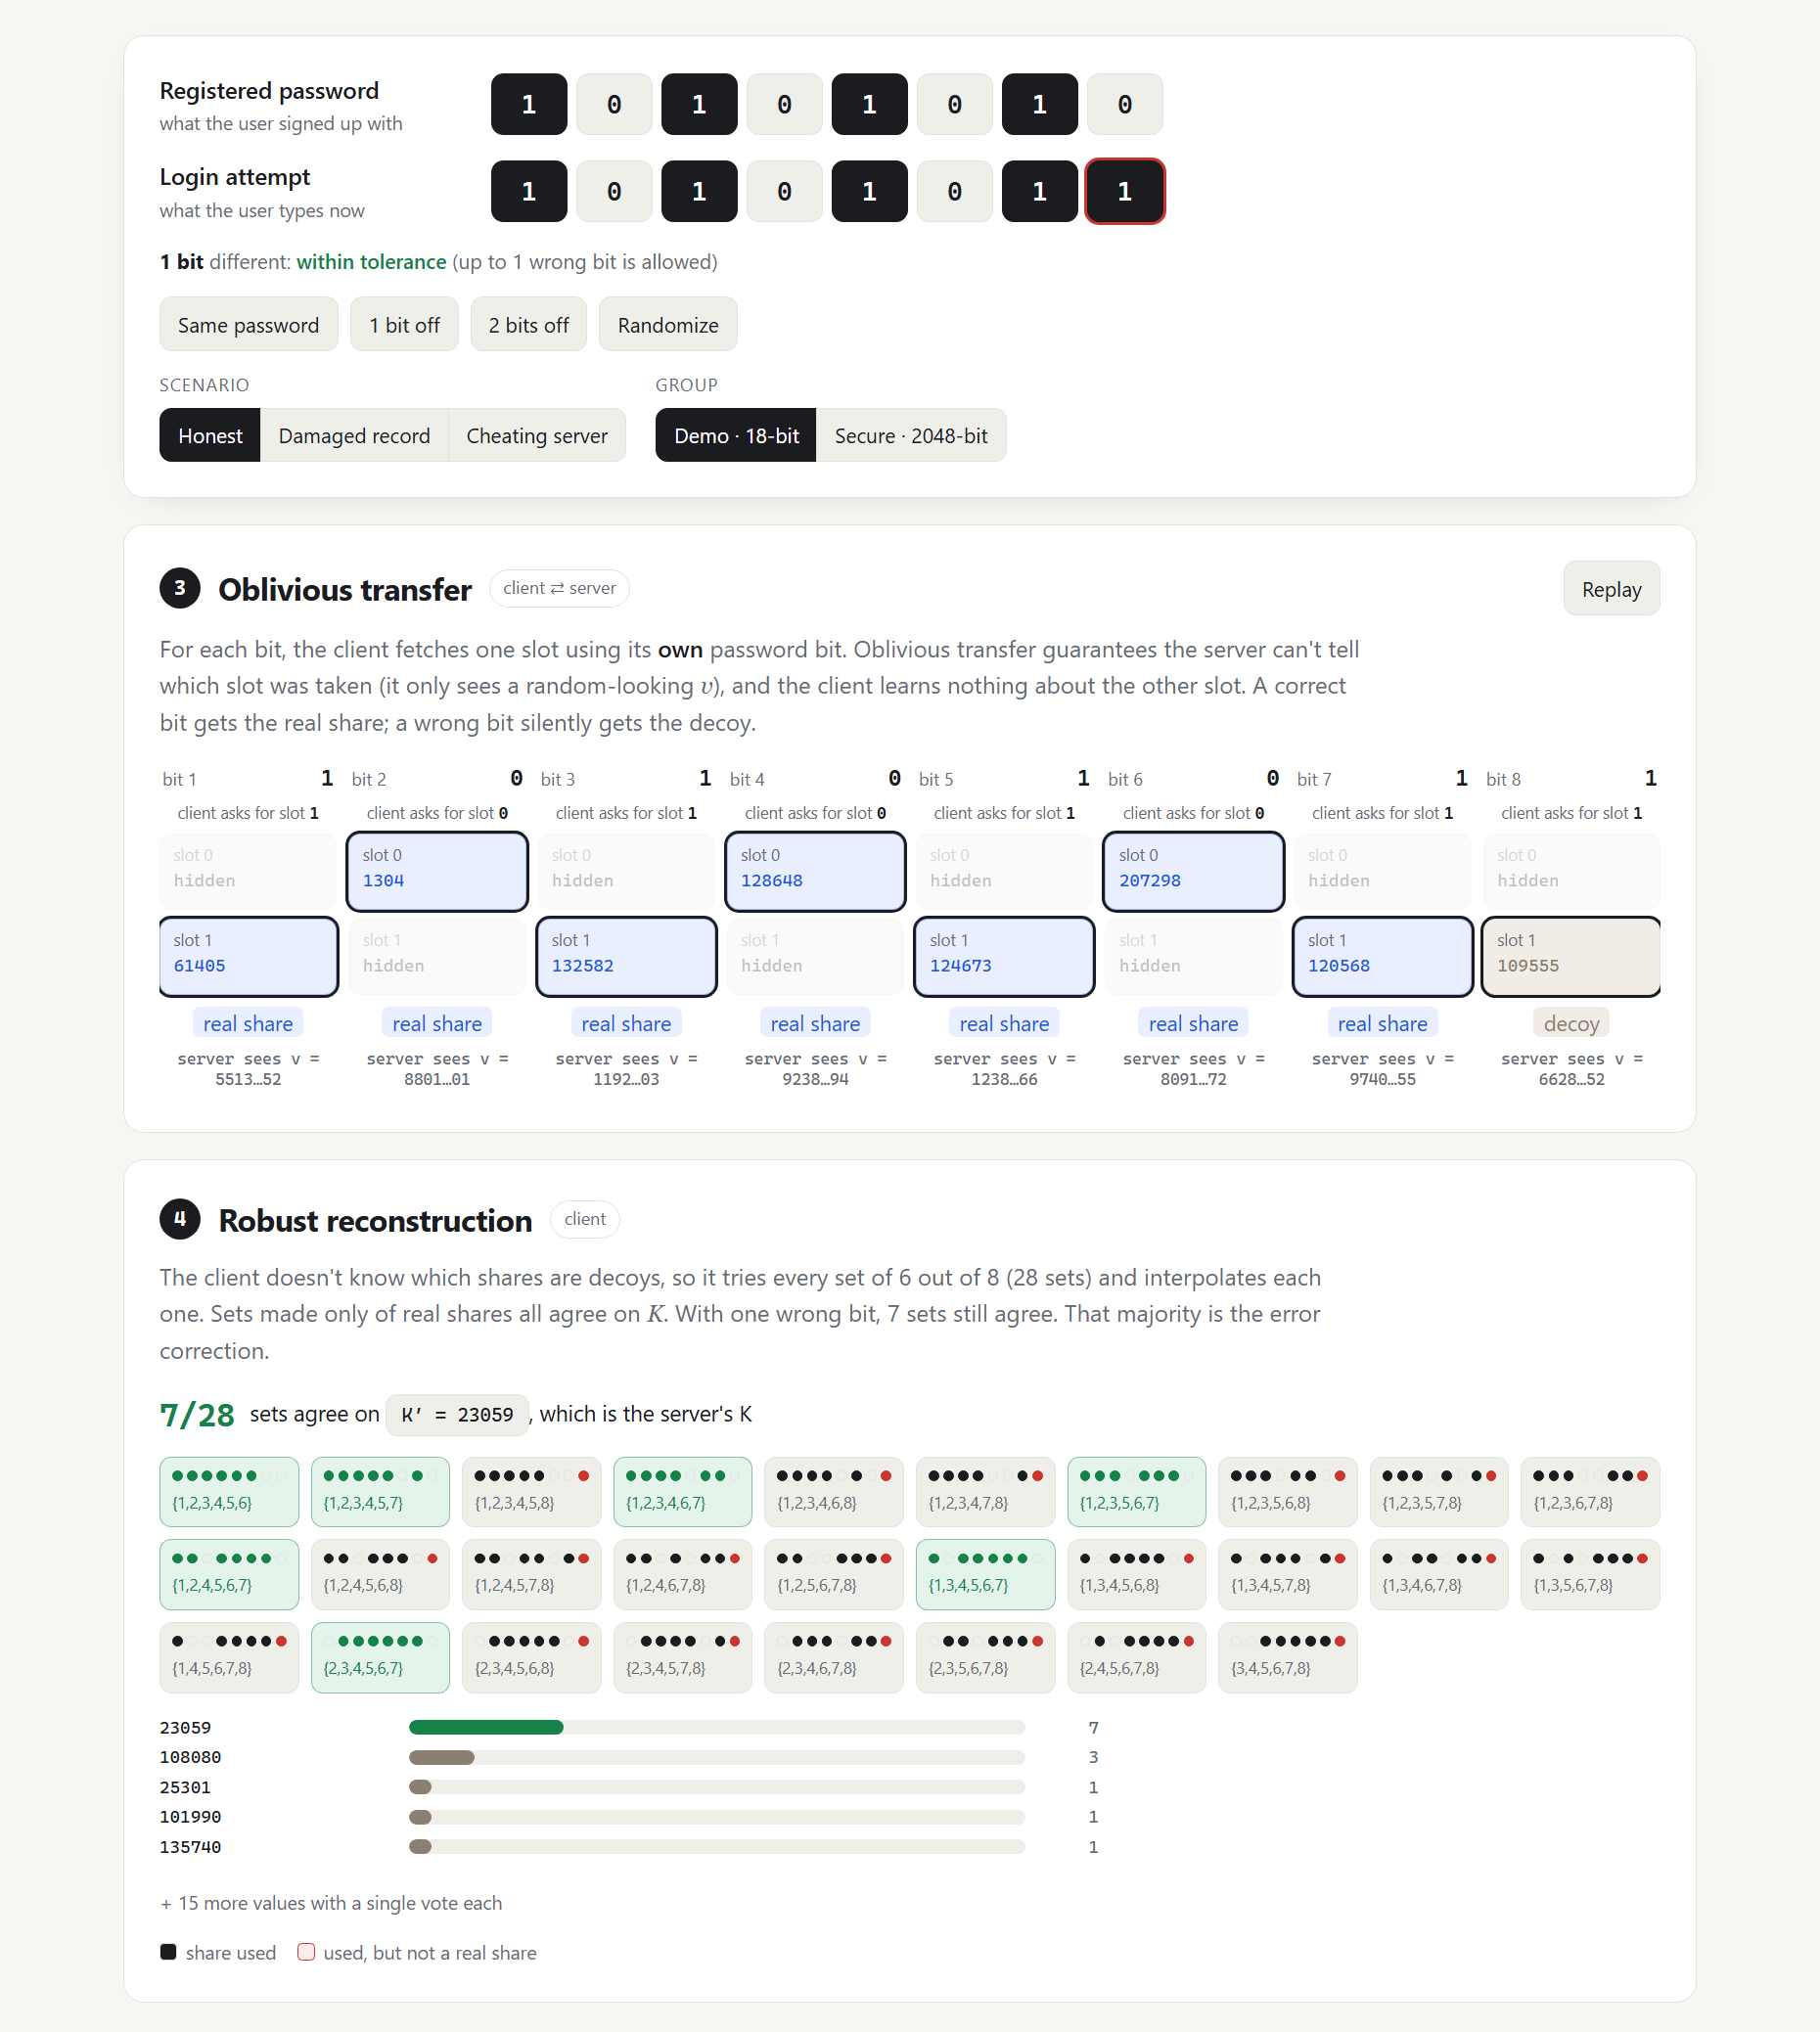 Registered password
what the user signed up with
1 0 1 0 1 0 1 0
Login attempt
what the user types now
1 0 1 0 1 0 1 1
1 bit different: within tolerance (up to 1 wrong bit is allowed)
Same password 1 bit off 2 bits off Randomize
SCENARIO GROUP
Honest Damaged record Cheating server Demo · 18-bit Secure · 2048-bit
3 Oblivious transfer client ⇄ server Replay
For each bit, the client fetches one slot using its own password bit. Oblivious transfer guarantees the server can't tell
which slot was taken (it only sees a random-looking v), and the client learns nothing about the other slot. A correct
bit gets the real share; a wrong bit silently gets the decoy.
bit 1 1 bit 2 0 bit 3 1 bit 4 0 bit 5 1 bit 6 0 bit 7 1 bit 8 1
client asks for slot 1 client asks for slot 0 client asks for slot 1 client asks for slot 0 client asks for slot 1 client asks for slot 0 client asks for slot 1 client asks for slot 1
slot 0 slot 0 slot 0 slot 0 slot 0 slot 0 slot 0 slot 0
hidden 1304 hidden 128648 hidden 207298 hidden hidden
slot 1 slot 1 slot 1 slot 1 slot 1 slot 1 slot 1 slot 1
61405 hidden 132582 hidden 124673 hidden 120568 109555
real share real share real share real share real share real share real share decoy
server sees v = server sees v = server sees v = server sees v = server sees v = server sees v = server sees v = server sees v =
5513…52 8801…01 1192…03 9238…94 1238…66 8091…72 9740…55 6628…52
4 Robust reconstruction client
The client doesn't know which shares are decoys, so it tries every set of 6 out of 8 (28 sets) and interpolates each
one. Sets made only of real shares all agree on K. With one wrong bit, 7 sets still agree. That majority is the error
correction.
7/28 sets agree on K′ = 23059, which is the server's K
{1,2,3,4,5,6} {1,2,3,4,5,7} {1,2,3,4,5,8} {1,2,3,4,6,7} {1,2,3,4,6,8} {1,2,3,4,7,8} {1,2,3,5,6,7} {1,2,3,5,6,8} {1,2,3,5,7,8} {1,2,3,6,7,8}
{1,2,4,5,6,7} {1,2,4,5,6,8} {1,2,4,5,7,8} {1,2,4,6,7,8} {1,2,5,6,7,8} {1,3,4,5,6,7} {1,3,4,5,6,8} {1,3,4,5,7,8} {1,3,4,6,7,8} {1,3,5,6,7,8}
{1,4,5,6,7,8} {2,3,4,5,6,7} {2,3,4,5,6,8} {2,3,4,5,7,8} {2,3,4,6,7,8} {2,3,5,6,7,8} {2,4,5,6,7,8} {3,4,5,6,7,8}
23059 7
108080 3
25301 1
101990 1
135740 1
+ 15 more values with a single vote each
share used used, but not a real share